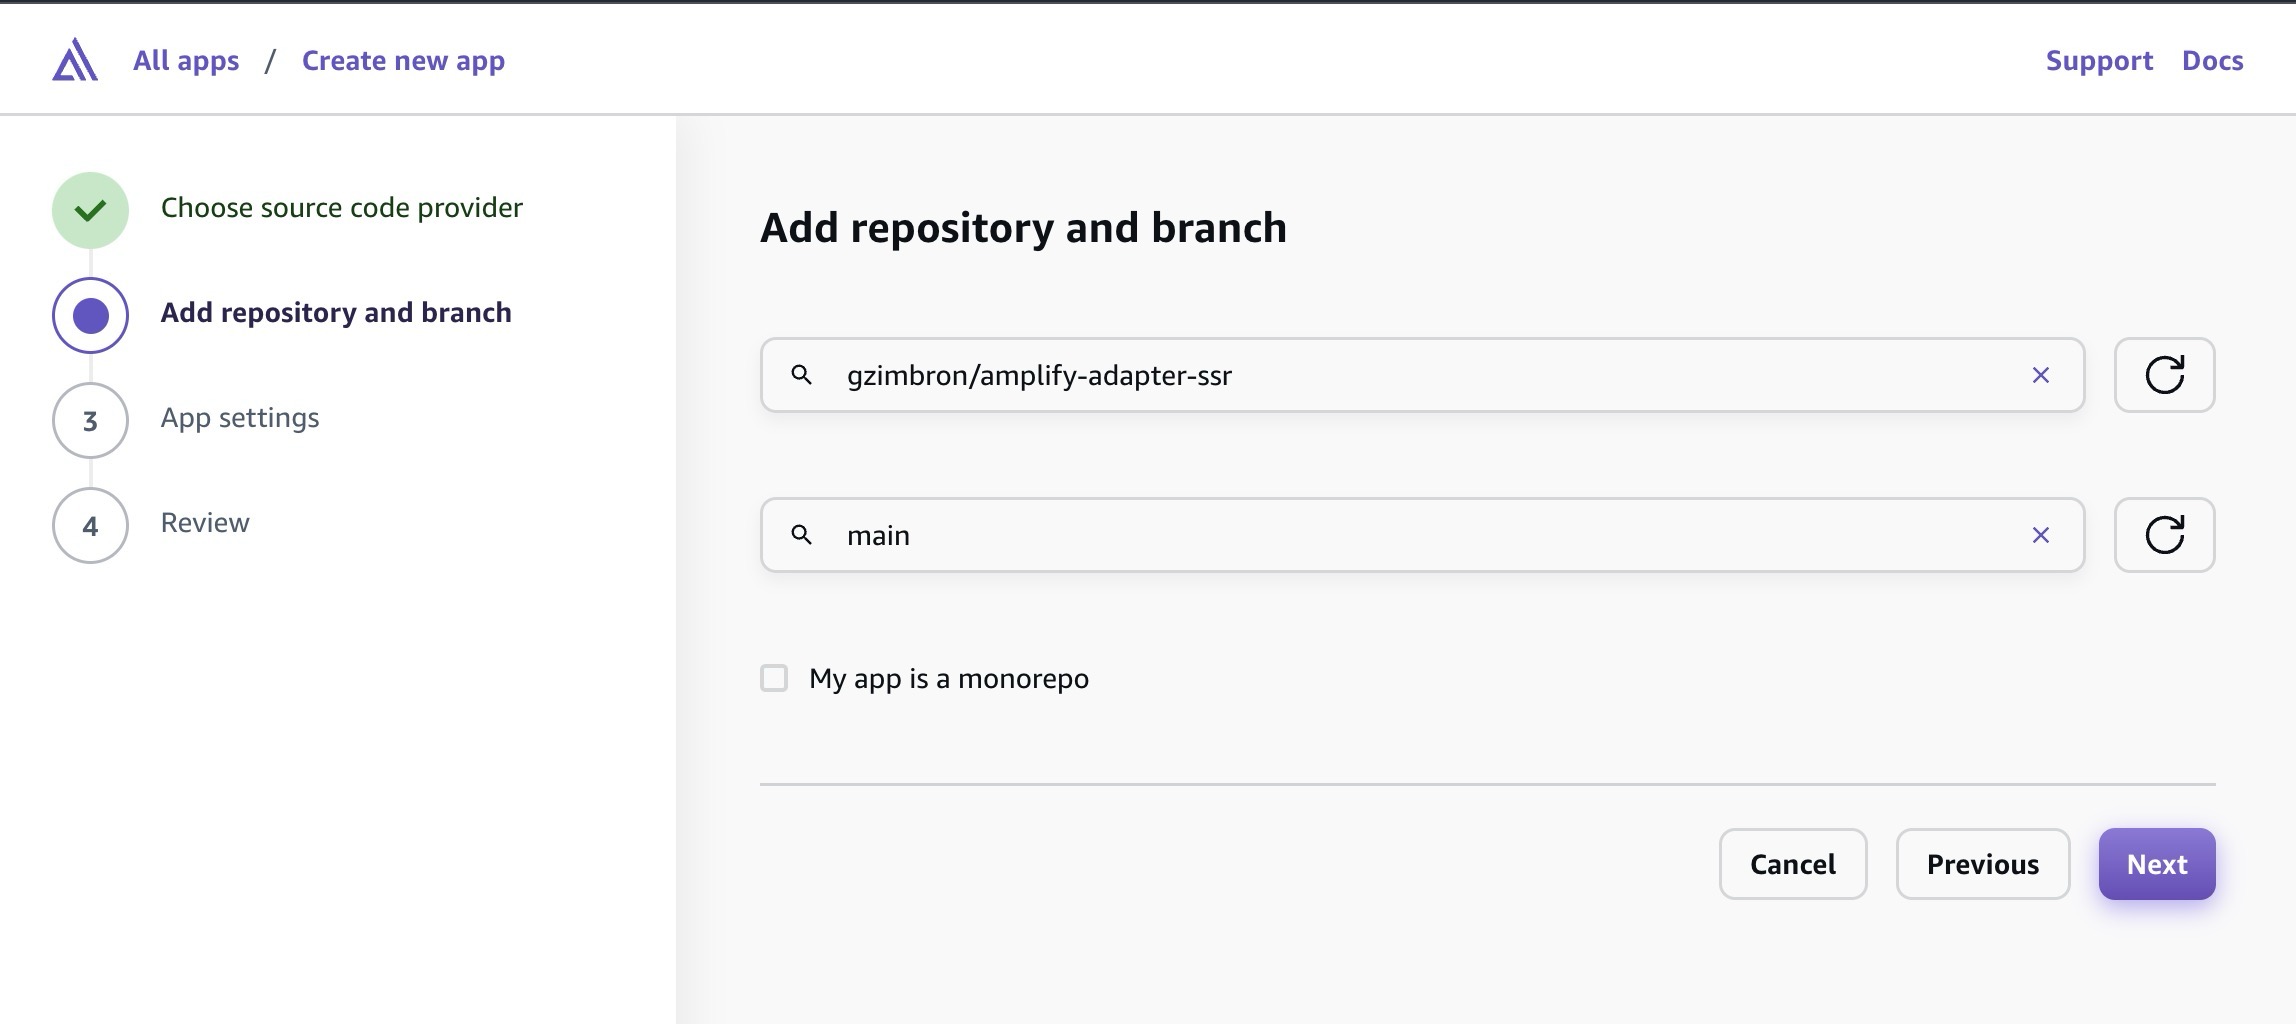 All apps / Create new app
Support Docs
Choose source code provider
Add repository and branch
3 App settings
4 Review
Add repository and branch
gzimbron/amplify-adapter-ssr
main
My app is a monorepo
Cancel Previous Next